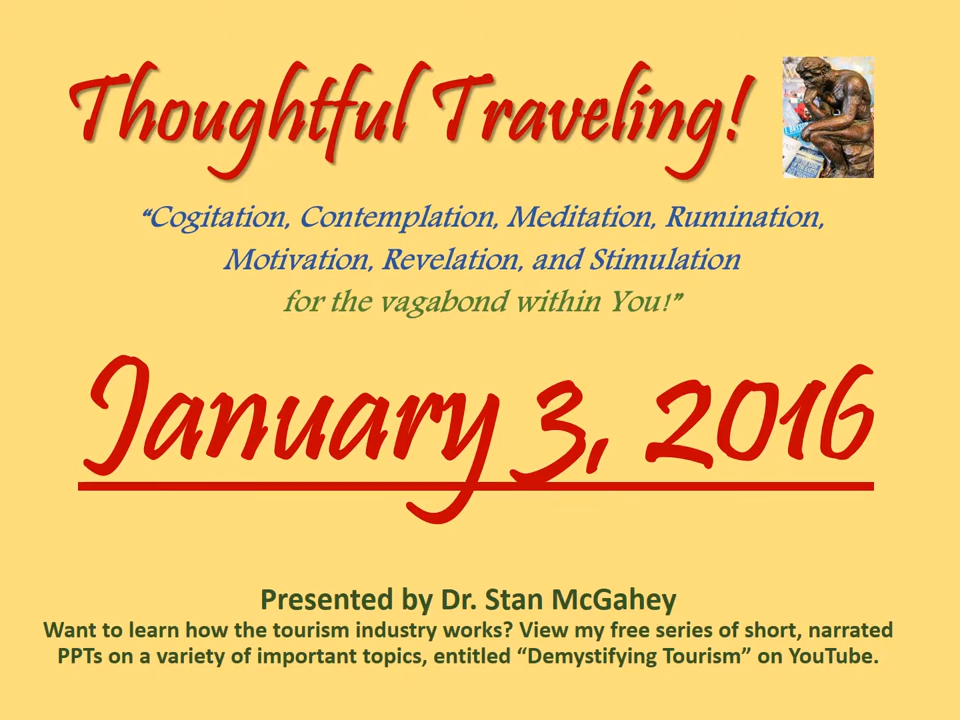 Thoughtful Traveling!
“Cogitation, Contemplation, Meditation, Rumination,
Motivation, Revelation, and Stimulation
for the vagabond within You!”
January 3, 2016
Presented by Dr. Stan McGahey
Want to learn how the tourism industry works? View my free series of short, narrated
PPTs on a variety of important topics, entitled “Demystifying Tourism” on YouTube.